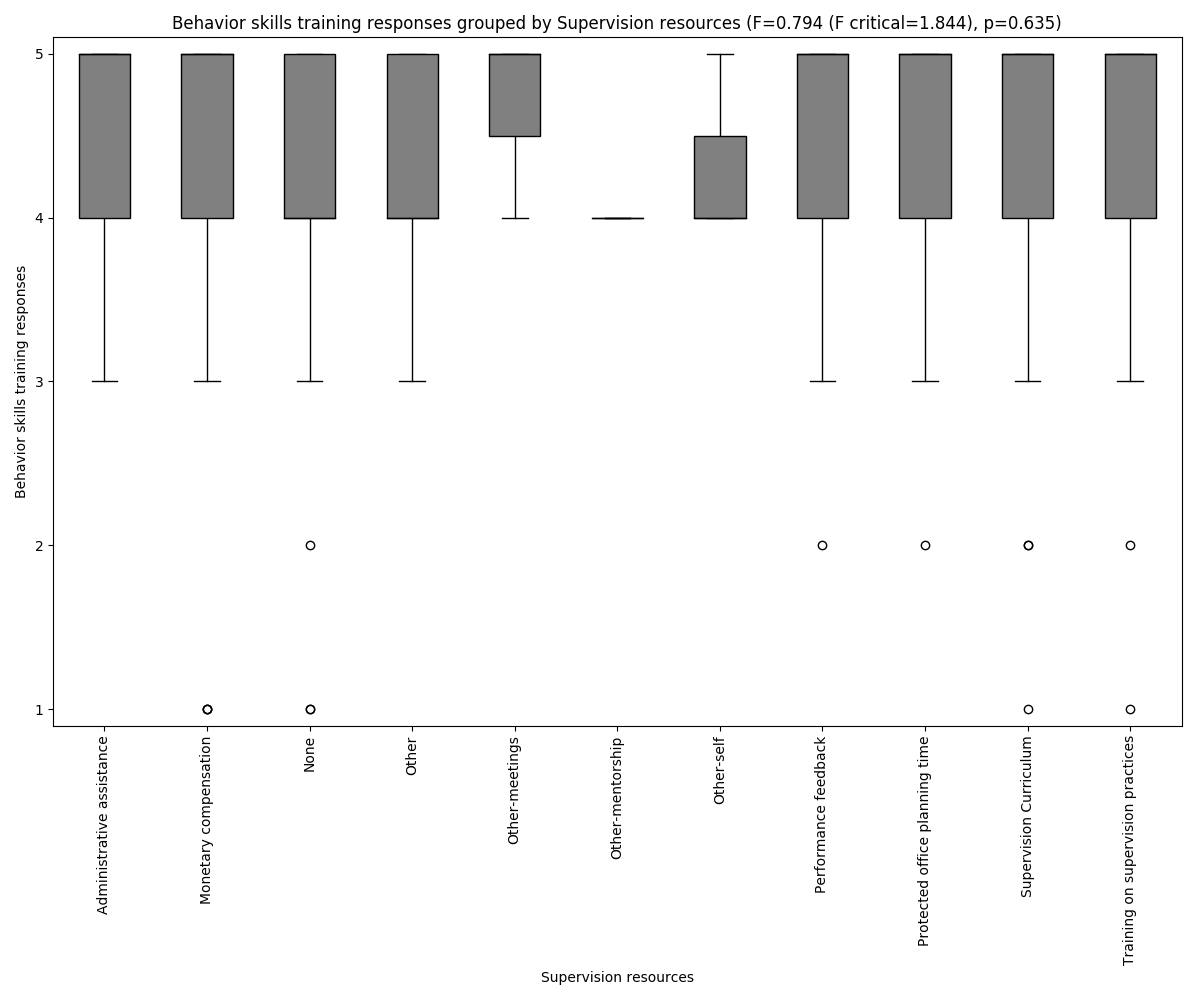 Behavior skills training responses grouped by Supervision resources (F=0.794 (F critical=1.844), p=0.635)
Behavior skills training responses
5
4
3
2
1
Administrative assistance
Monetary compensation
None
Other
Other-meetings
Other-mentorship
Other-self
Performance feedback
Protected office planning time
Supervision Curriculum
Training on supervision practices
Supervision resources